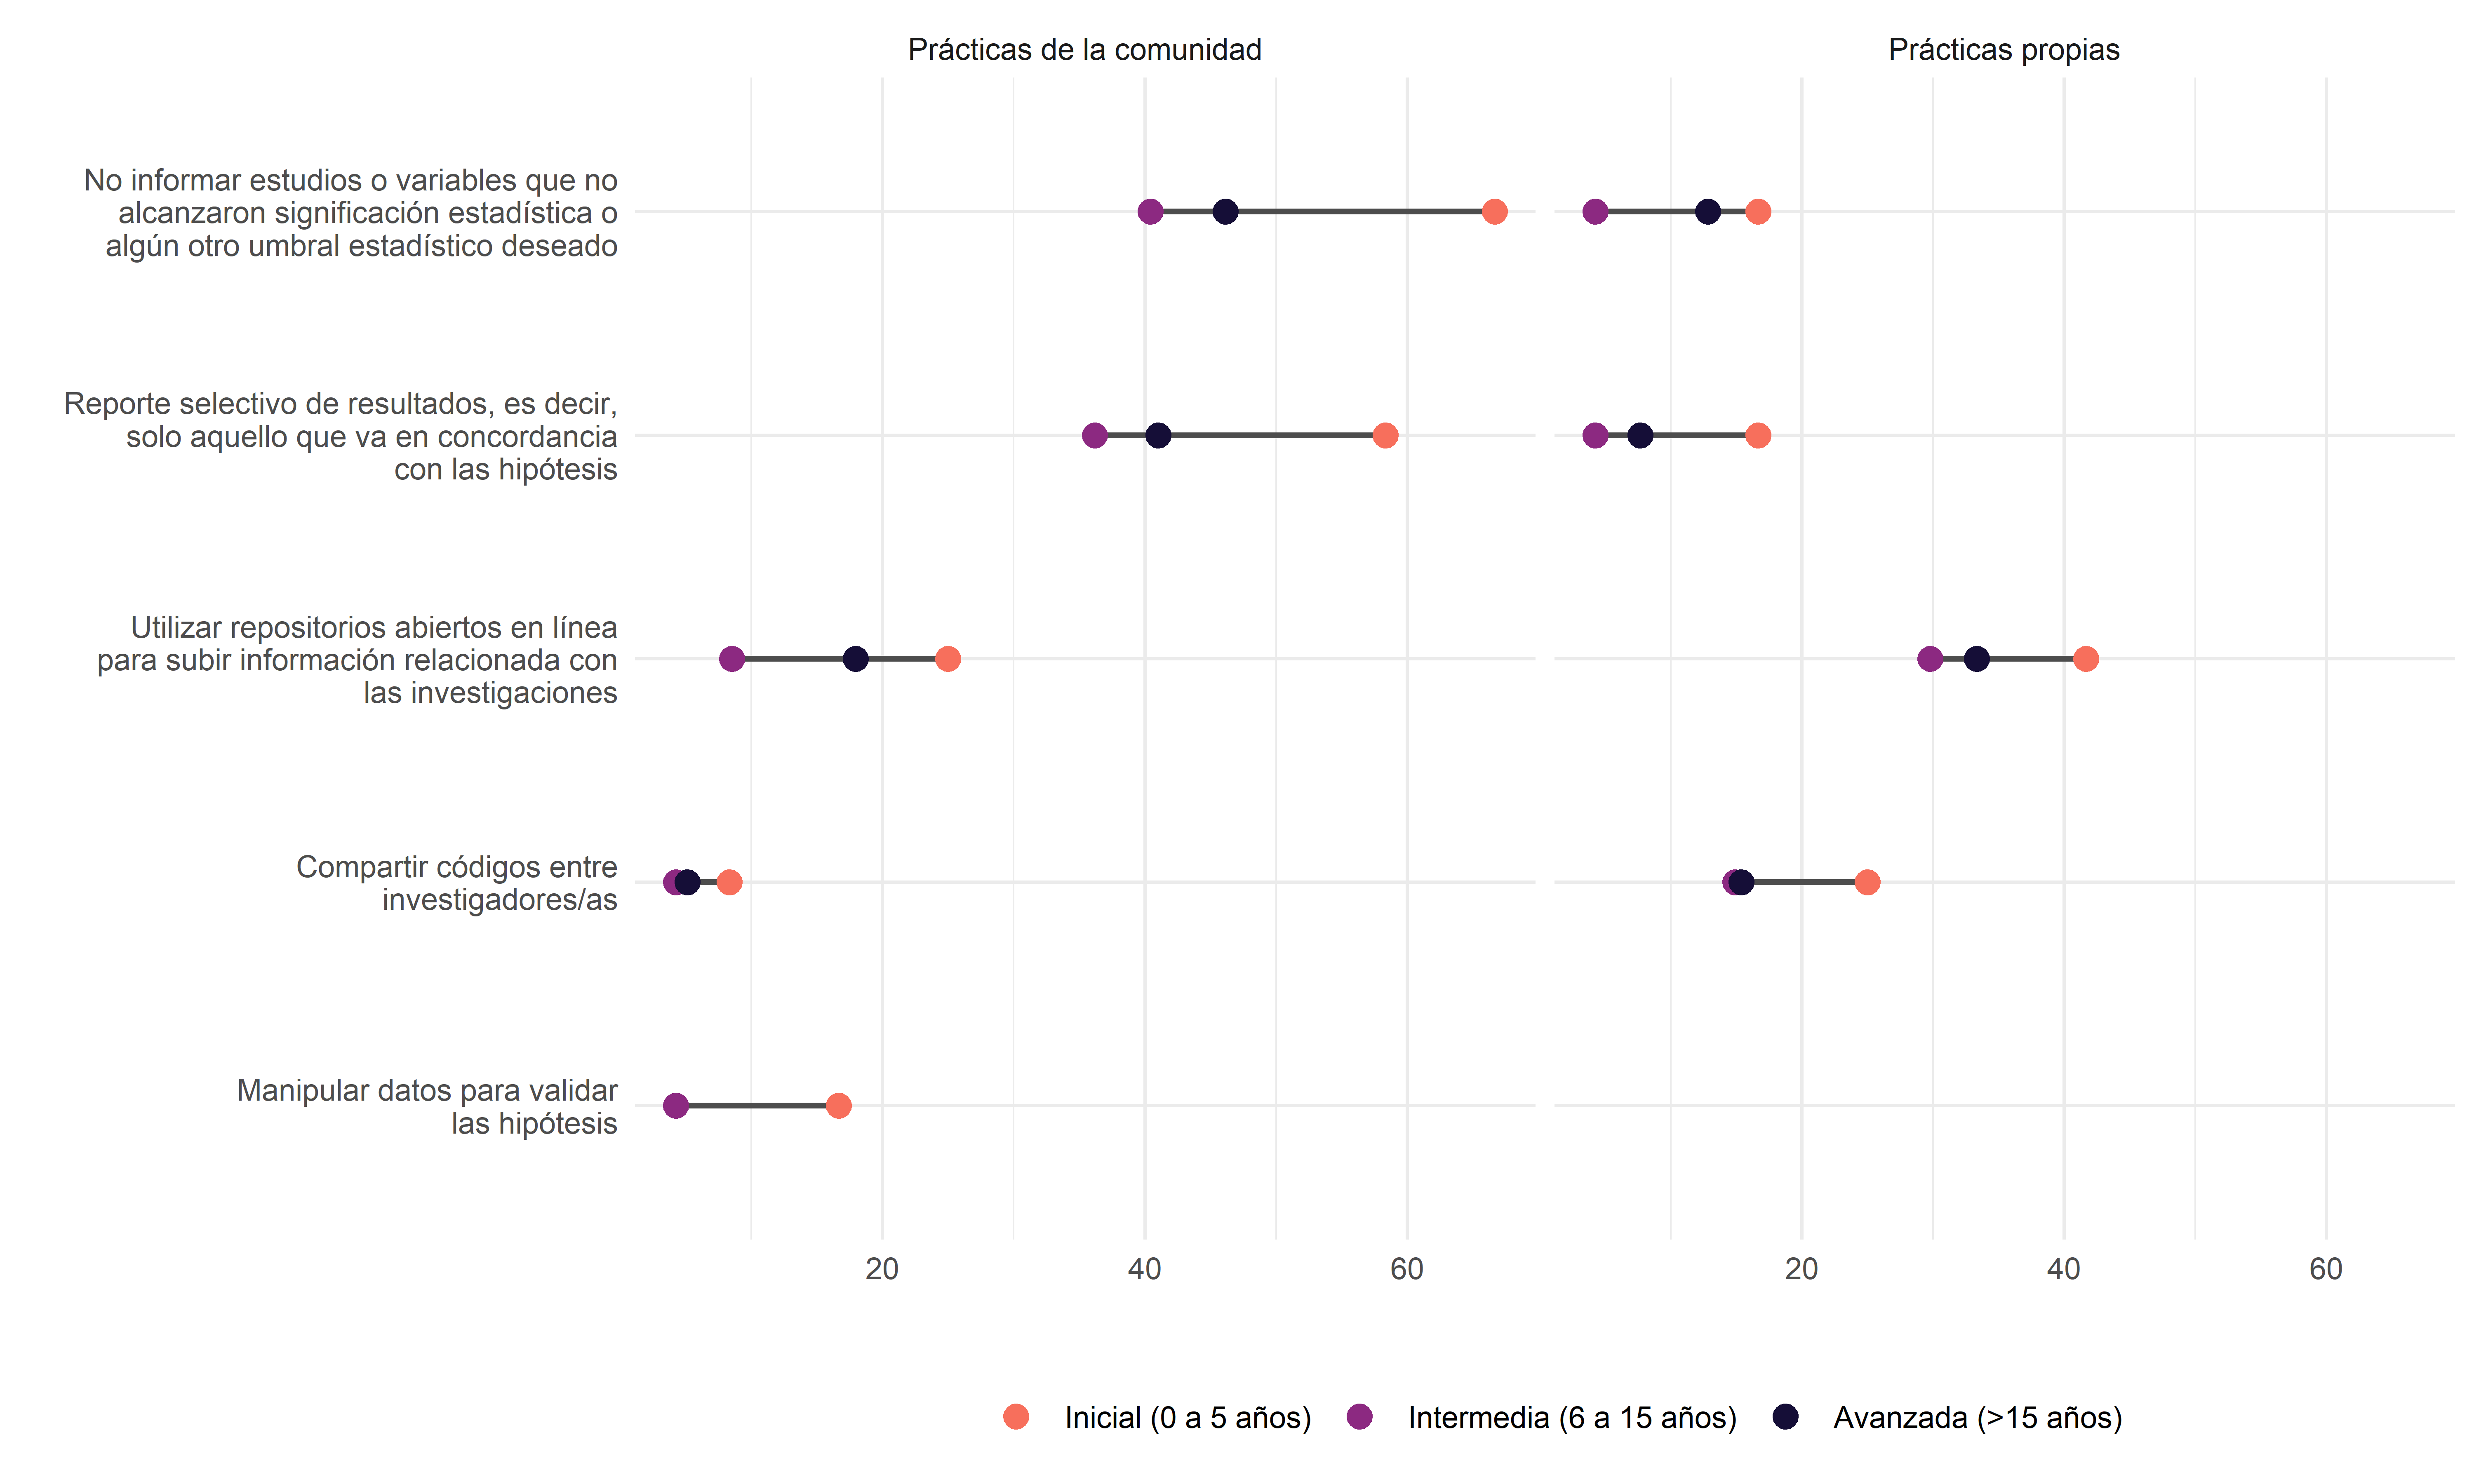 Prácticas de la comunidad
Prácticas propias
No informar estudios o variables que no
alcanzaron significación estadística o
algún otro umbral estadístico deseado
Reporte selectivo de resultados, es decir,
solo aquello que va en concordancia
con las hipótesis
Utilizar repositorios abiertos en línea
para subir información relacionada con
las investigaciones
Compartir códigos entre
investigadores/as
Manipular datos para validar
las hipótesis
20 40 60
20 40 60
Inicial (0 a 5 años)
Intermedia (6 a 15 años)
Avanzada (>15 años)